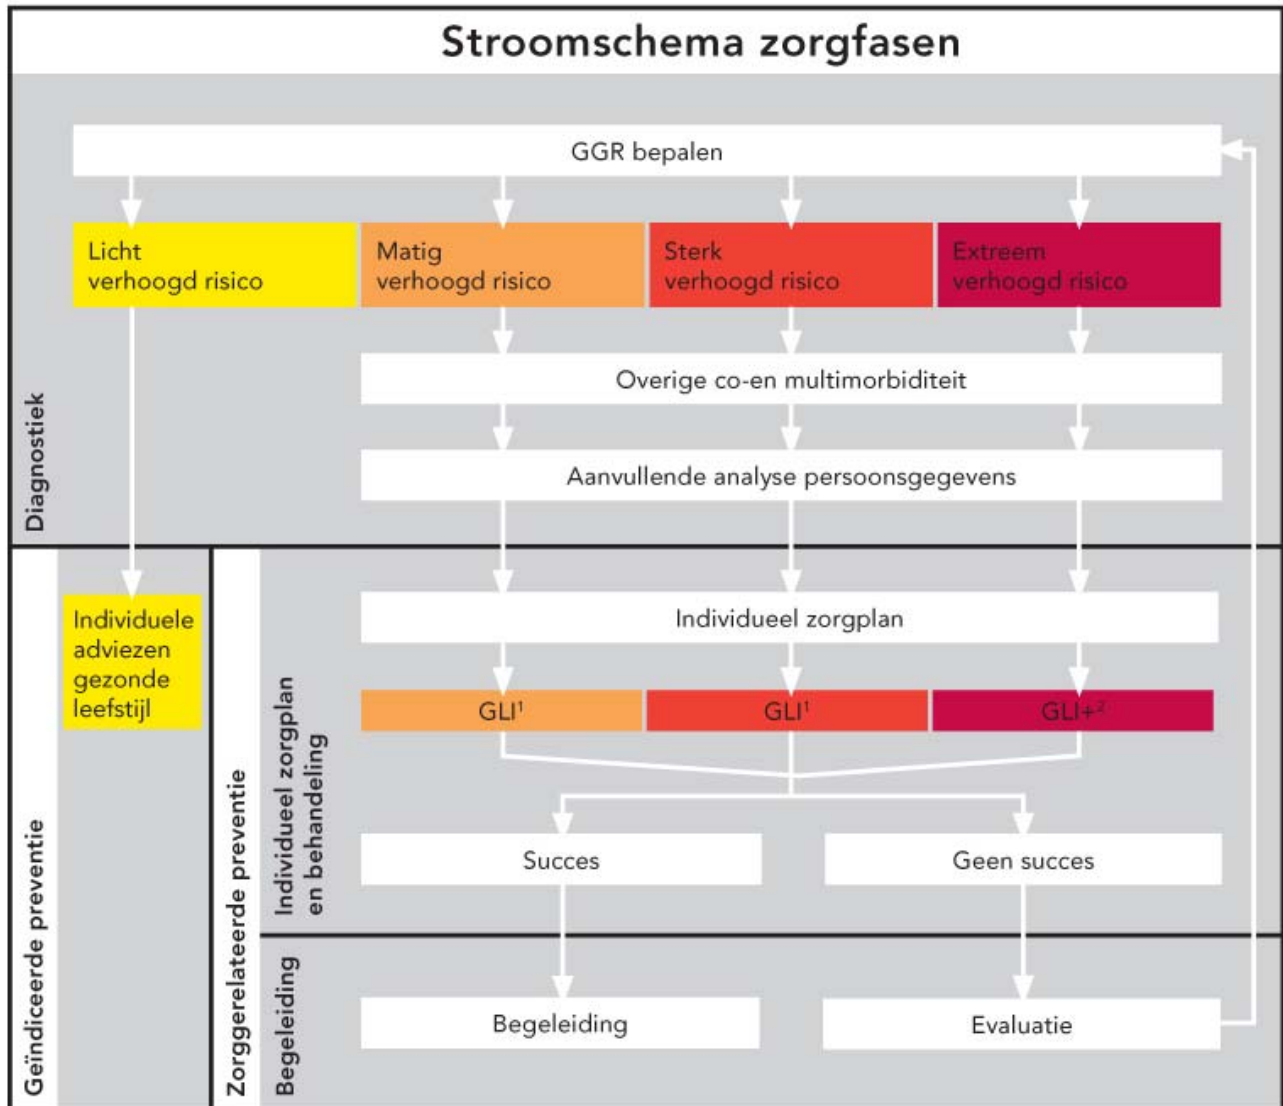 Stroomschema zorgfasen
GGR bepalen
Licht
verhoogd risico
Matig
verhoogd risico
Sterk
verhoogd risico
Extreem
verhoogd risico
Overige co-en multimorbiditeit
Aanvullende analyse persoonsgegevens
Diagnostiek
Individuele
adviezen
gezonde
leefstijl
Geïndiceerde preventie
Zorggerelateerde preventie
Individueel zorgplan
en behandeling
Individueel zorgplan
GLI¹
GLI¹
GLI+²
Succes
Geen succes
Begeleiding
Begeleiding
Evaluatie